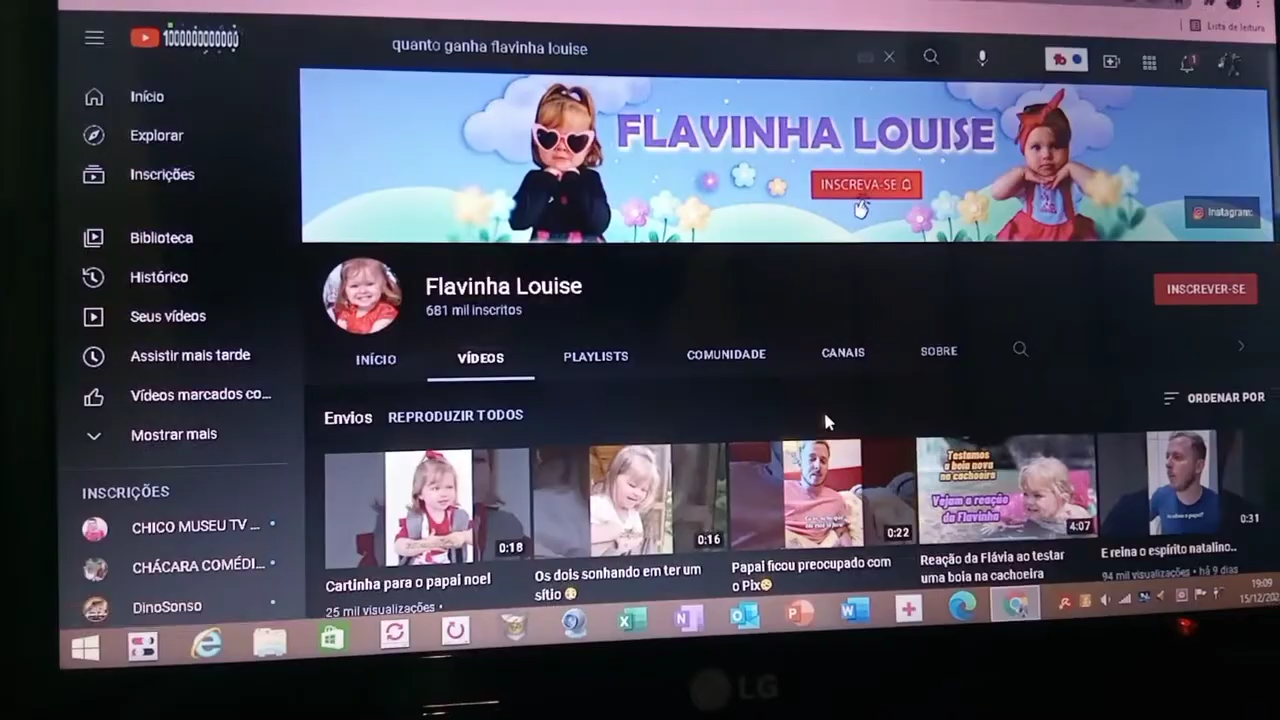 Lista de leitura
quanto ganha flavinha louise
Início
Explorar
Inscrições
Biblioteca
Histórico
Seus vídeos
Assistir mais tarde
Vídeos marcados co...
Mostrar mais
INSCRIÇÕES
CHICO MUSEU TV ...
CHÁCARA COMÉDI...
DinoSonso
FLAVINHA LOUISE
INSCREVA-SE
Instagram:
Flavinha Louise
681 mil inscritos
INSCREVER-SE
INÍCIO
VÍDEOS
PLAYLISTS
COMUNIDADE
CANAIS
SOBRE
Envios
REPRODUZIR TODOS
ORDENAR POR
0:18
Cartinha para o papai noel
25 mil visualizações •
0:16
Os dois sonhando em ter um
sítio
0:22
Papai ficou preocupado com
o Pix
Testamos
a boia nova
na cachoeira
Vejam a reação
da Flavinha
4:07
Reação da Flávia ao testar
uma boia na cachoeira
0:31
E reina o espírito natalino..
94 mil visualizações • há 9 dias
19:09
15/12/202
LG